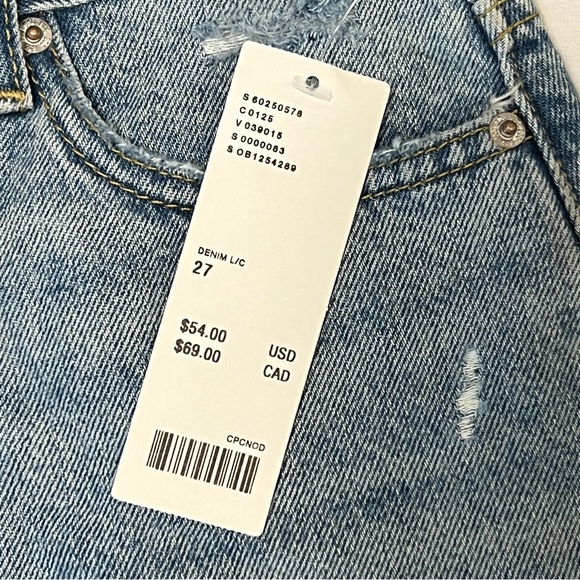 S 60250578
C 0125
V 039015
S 0000083
S OB1254289
DENIM L/C
27
$54.00 USD
$69.00 CAD
CPCNOD